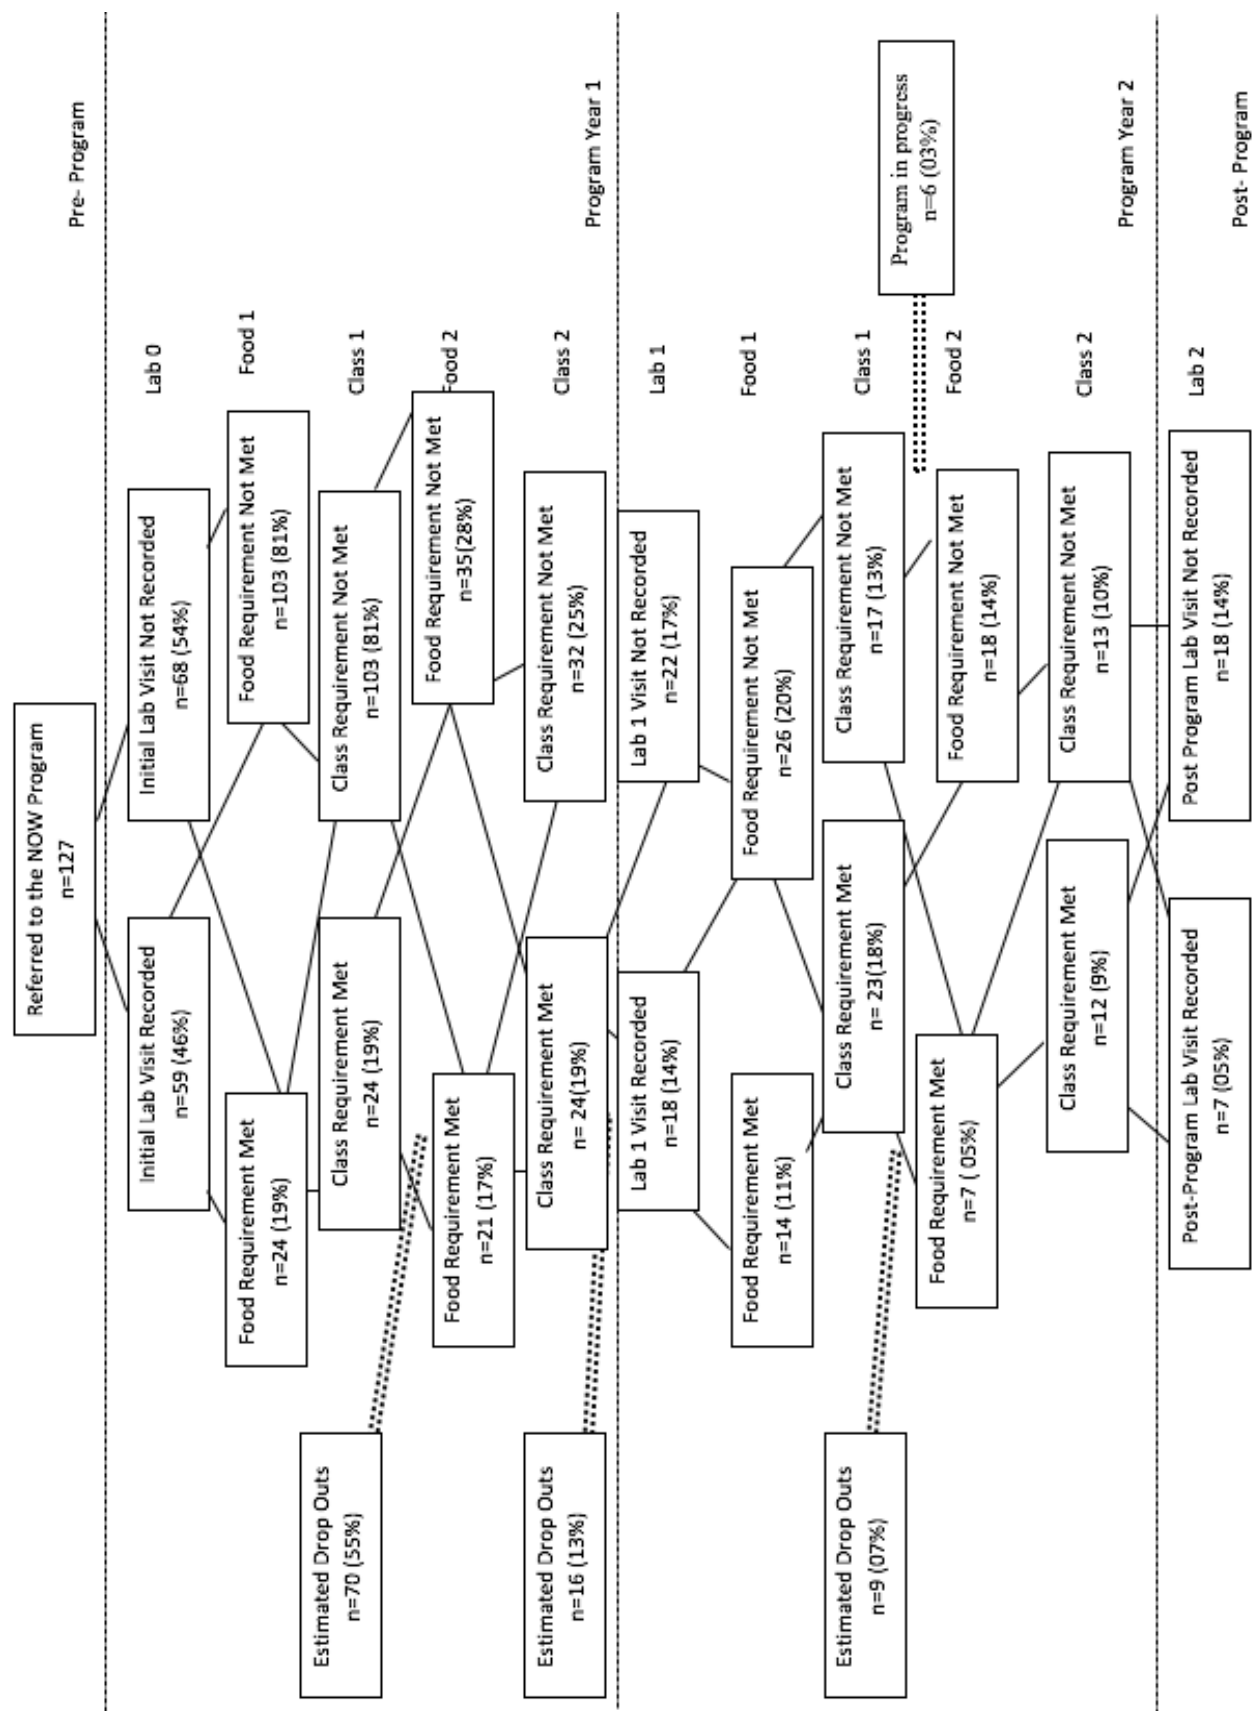 Pre- Program
Referred to the NOW Program
n=127
Lab 0
Initial Lab Visit Recorded
n=59 (46%)
Initial Lab Visit Not Recorded
n=68 (54%)
Food 1
Food Requirement Met
n=24 (19%)
Food Requirement Not Met
n=103 (81%)
Class 1
Class Requirement Met
n=24 (19%)
Class Requirement Not Met
n=103 (81%)
Estimated Drop Outs
n=70 (55%)
Food 2
Food Requirement Met
n=21 (17%)
Food Requirement Not Met
n=35(28%)
Class 2
Class Requirement Met
n= 24(19%)
Class Requirement Not Met
n=32 (25%)
Estimated Drop Outs
n=16 (13%)
Program Year 1
Lab 1
Lab 1 Visit Recorded
n=18 (14%)
Lab 1 Visit Not Recorded
n=22 (17%)
Food 1
Food Requirement Met
n=14 (11%)
Food Requirement Not Met
n=26 (20%)
Class 1
Class Requirement Met
n= 23(18%)
Class Requirement Not Met
n=17 (13%)
Estimated Drop Outs
n=9 (07%)
Program in progress
n=6 (03%)
Food 2
Food Requirement Met
n=7 ( 05%)
Food Requirement Not Met
n=18 (14%)
Class 2
Class Requirement Met
n=12 (9%)
Class Requirement Not Met
n=13 (10%)
Program Year 2
Lab 2
Post-Program Lab Visit Recorded
n=7 (05%)
Post Program Lab Visit Not Recorded
n=18 (14%)
Post- Program